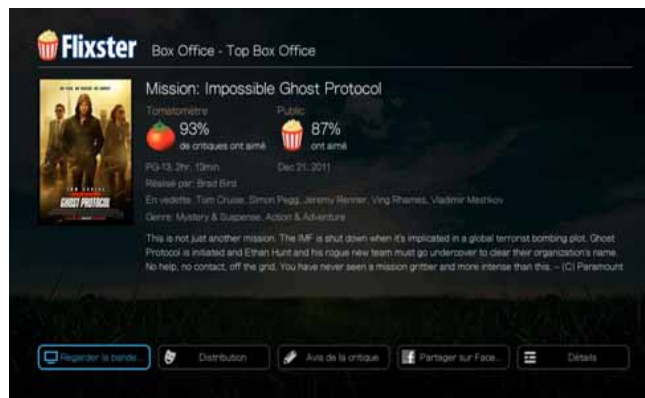 Flixster Box Office - Top Box Office
Mission: Impossible Ghost Protocol
Tomatomètre Public
93% 87%
de critiques ont aimé ont aimé
PG-13, 2hr. 13min. Dec 21, 2011
Réalisé par: Brad Bird
En vedette: Tom Cruise, Simon Pegg, Jeremy Renner, Ving Rhames, Vladimir Mashkov
Genre: Mystery & Suspense, Action & Adventure
This is not just another mission. The IMF is shut down when it's implicated in a global terrorist bombing plot. Ghost
Protocol is initiated and Ethan Hunt and his rogue new team must go undercover to clear their organization's name.
No help, no contact, off the grid. You have never seen a mission grittier and more intense than this. – (C) Paramount
TOM CRUISE
GHOST PROTOCOL
Regarder la bande... Distribution Avis de la critique Partager sur Face... Détails